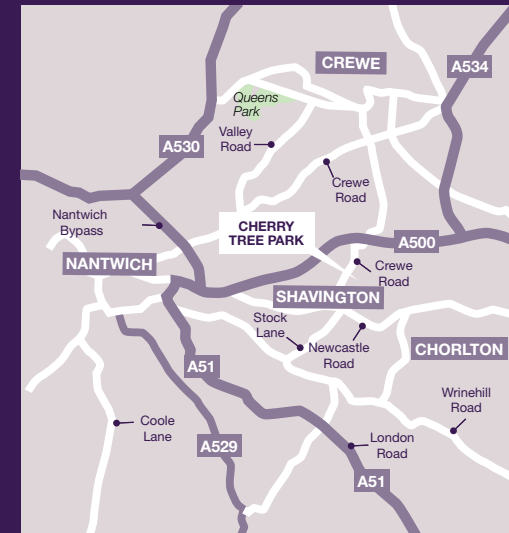 CREWE
A534
Queens
Park
Valley
Road
A530
Crewe
Road
Nantwich
Bypass
CHERRY
TREE PARK
A500
NANTWICH
Crewe
Road
SHAVINGTON
Stock
Lane
Newcastle
Road
CHORLTON
A51
Wrinehill
Road
Coole
Lane
A529
London
Road
A51